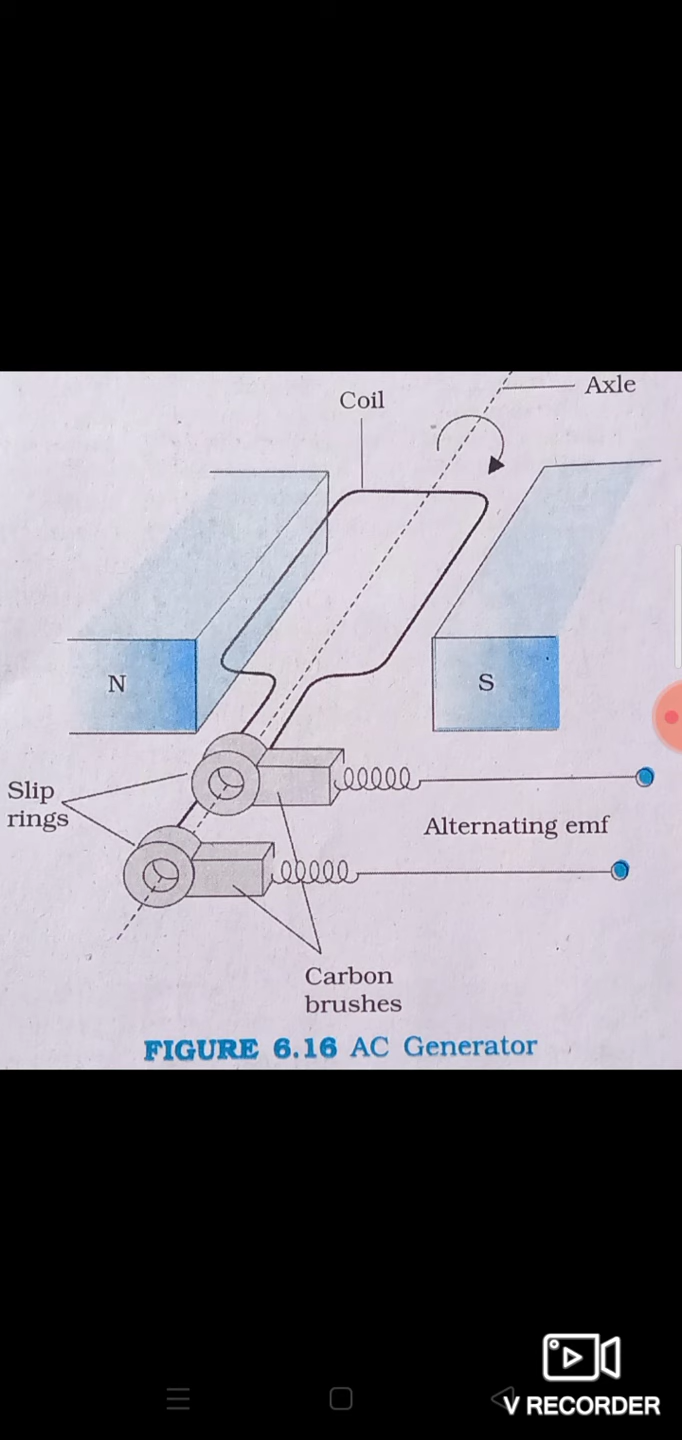 Axle
Coil
N
S
Slip
rings
Alternating emf
Carbon
brushes
FIGURE 6.16 AC Generator
V RECORDER